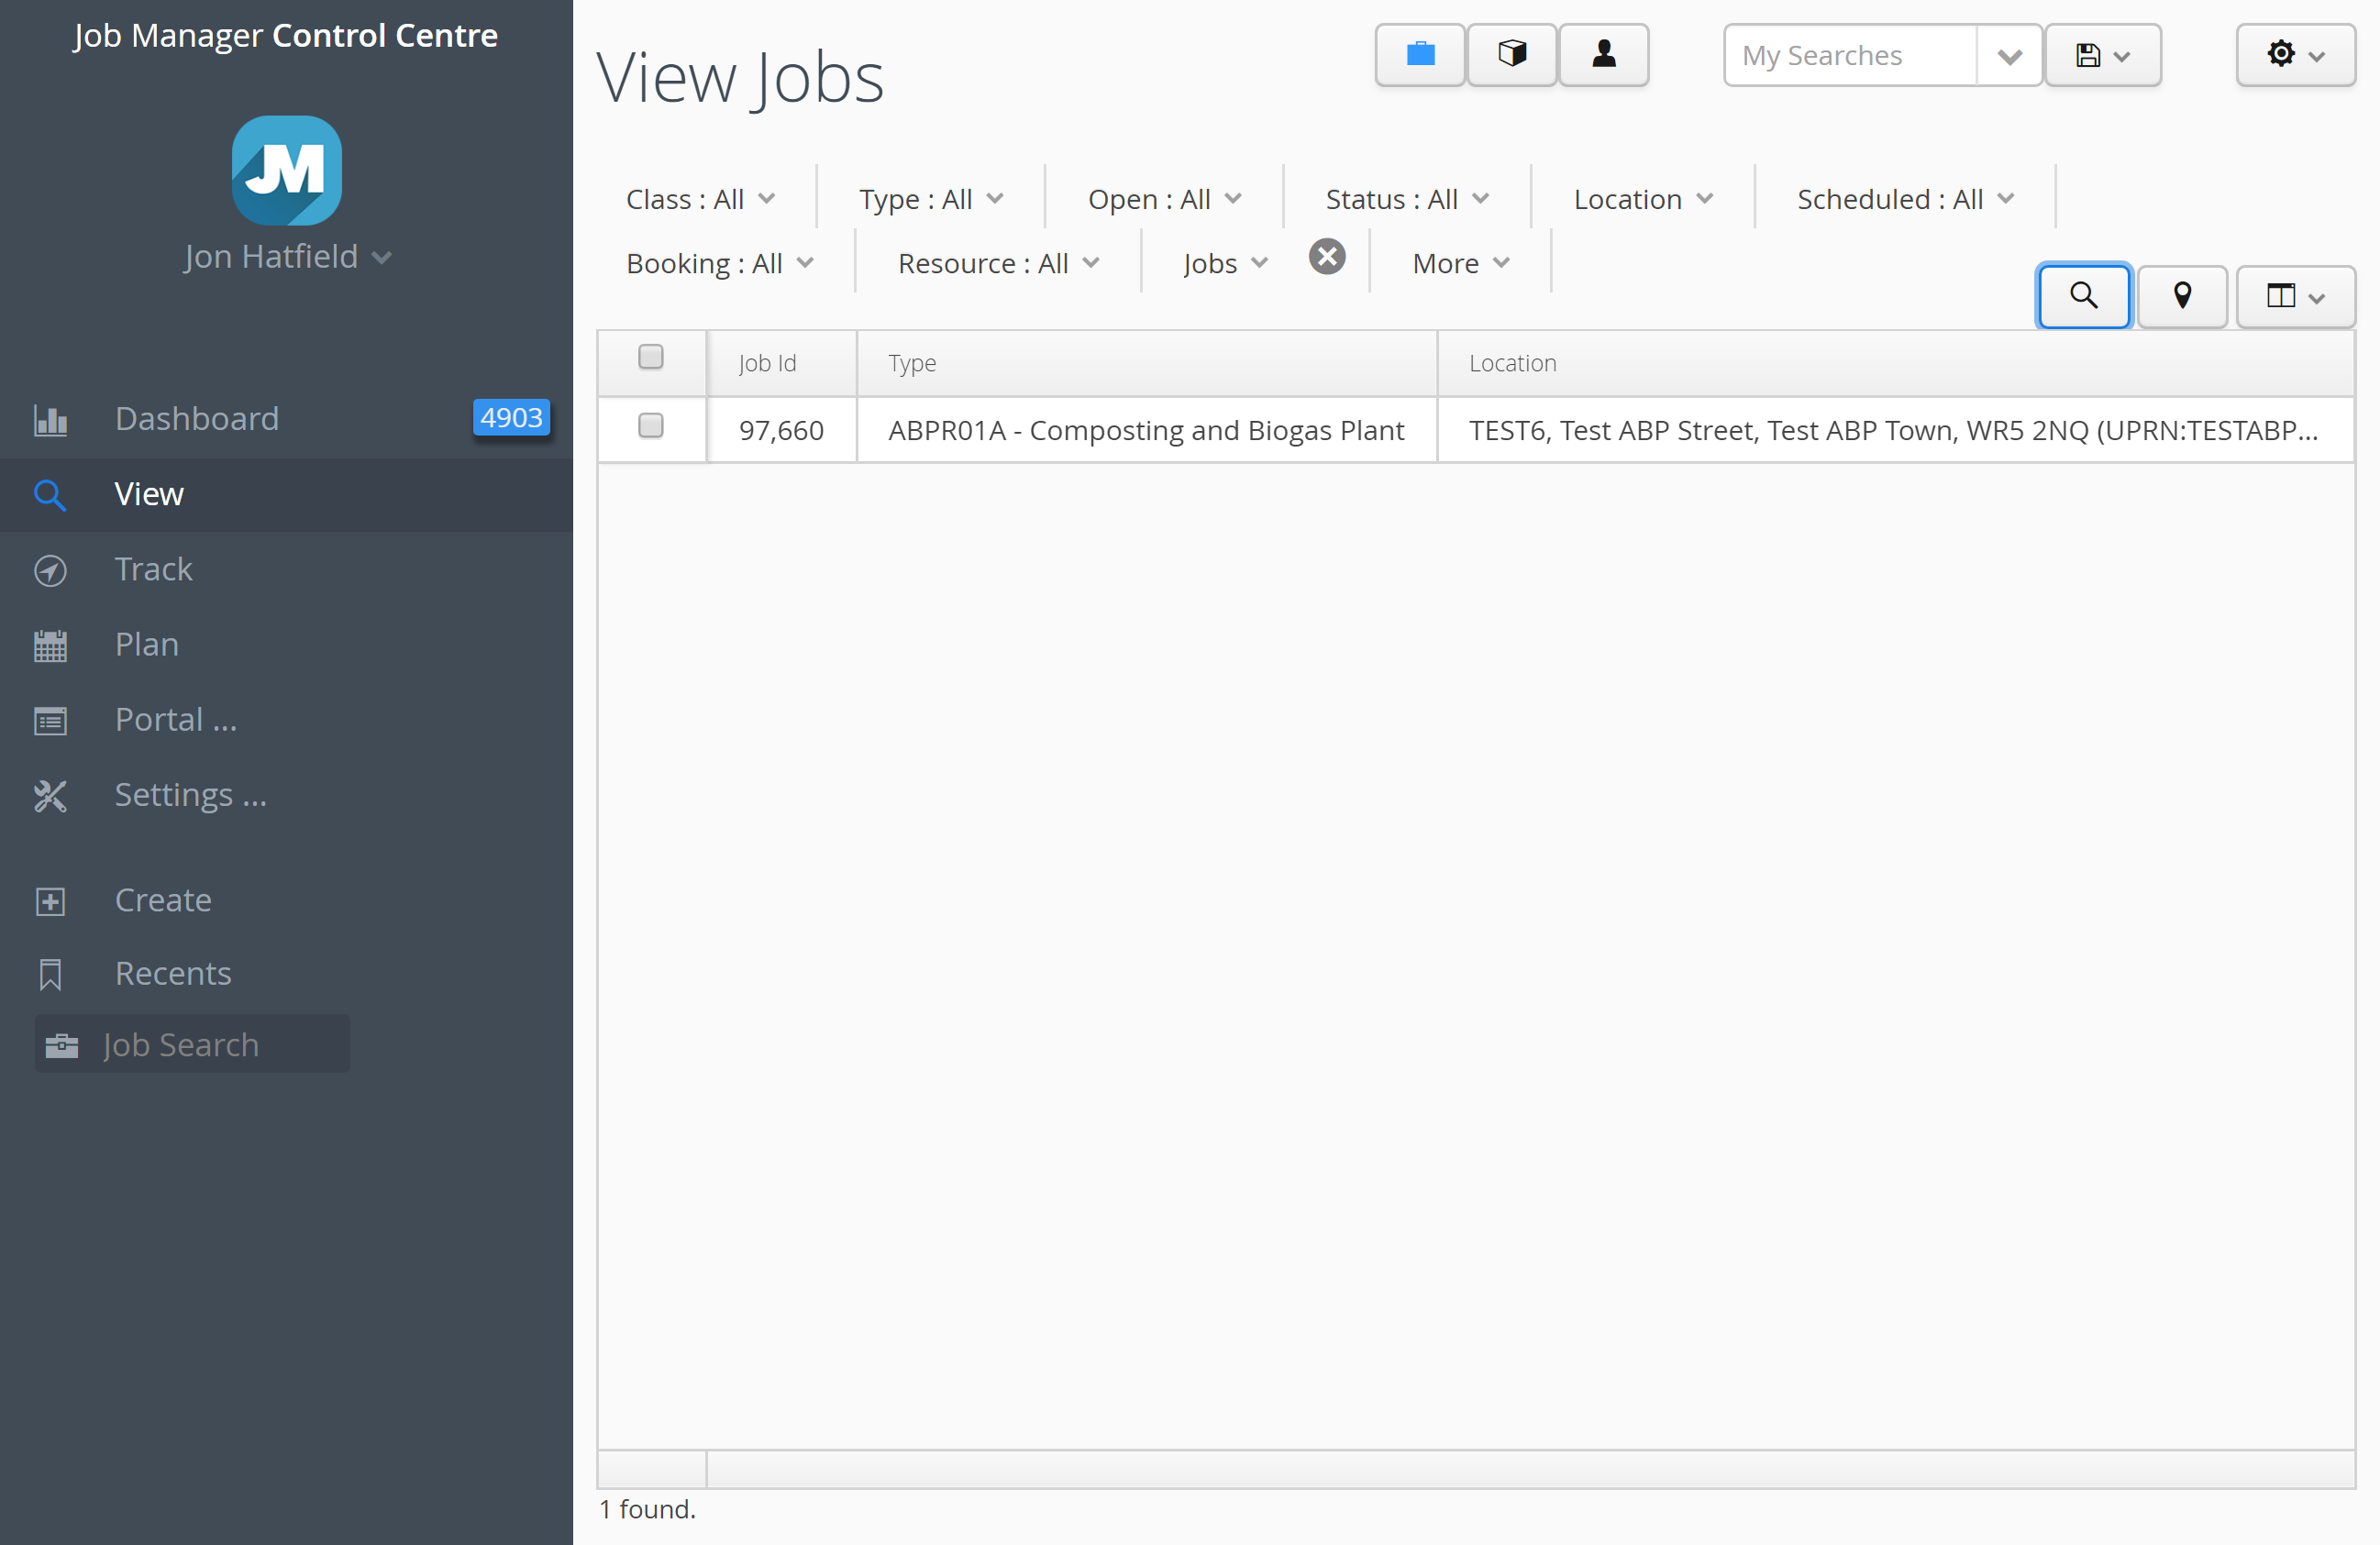 Job Manager Control Centre
JM
Jon Hatfield
Dashboard 4903
View
Track
Plan
Portal ...
Settings ...
Create
Recents
Job Search
View Jobs
My Searches
Class : All Type : All Open : All Status : All Location Scheduled : All
Booking : All Resource : All Jobs More
Job Id Type Location
97,660 ABPR01A - Composting and Biogas Plant TEST6, Test ABP Street, Test ABP Town, WR5 2NQ (UPRN:TESTABP...
1 found.